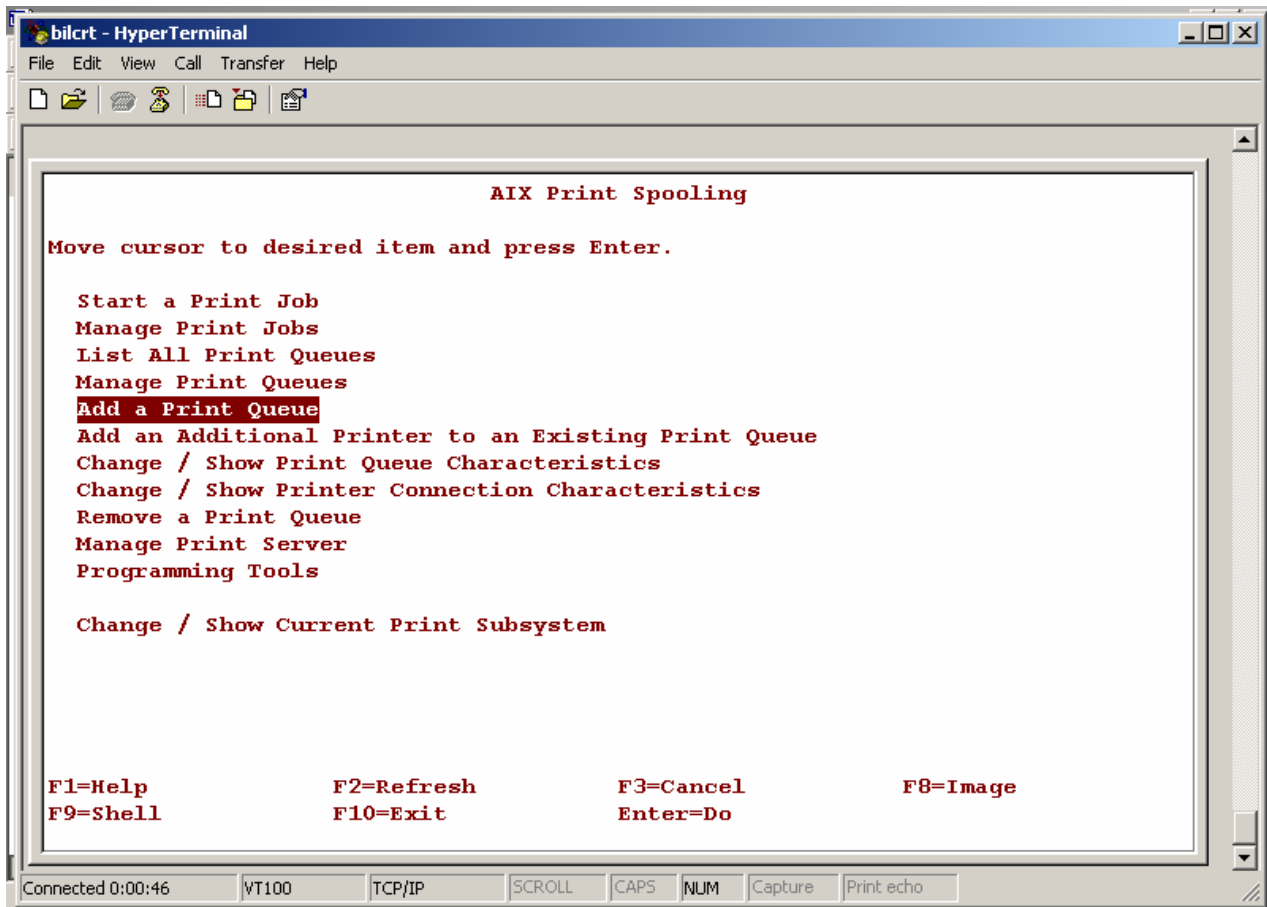 bilcrt - HyperTerminal
File Edit View Call Transfer Help
AIX Print Spooling
Move cursor to desired item and press Enter.
Start a Print Job
Manage Print Jobs
List All Print Queues
Manage Print Queues
Add a Print Queue
Add an Additional Printer to an Existing Print Queue
Change / Show Print Queue Characteristics
Change / Show Printer Connection Characteristics
Remove a Print Queue
Manage Print Server
Programming Tools
Change / Show Current Print Subsystem
F1=Help F2=Refresh F3=Cancel F8=Image
F9=Shell F10=Exit Enter=Do
Connected 0:00:46 VT100 TCP/IP SCROLL CAPS NUM Capture Print echo